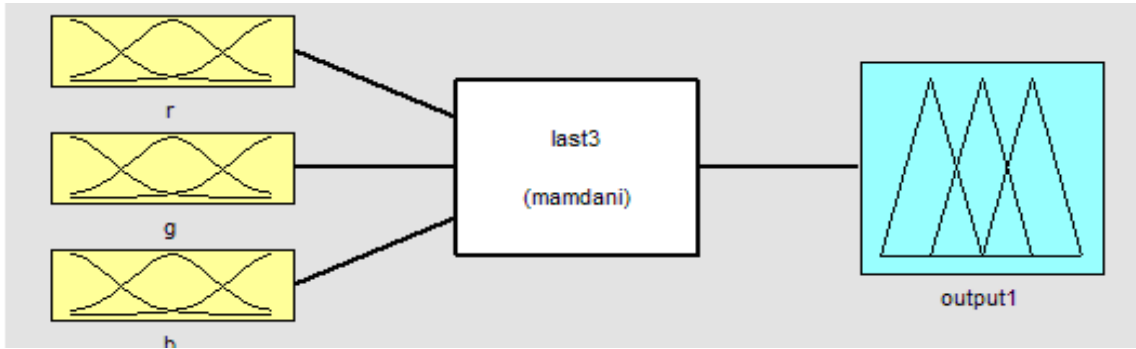 r
last3
g
(mamdani)
output1